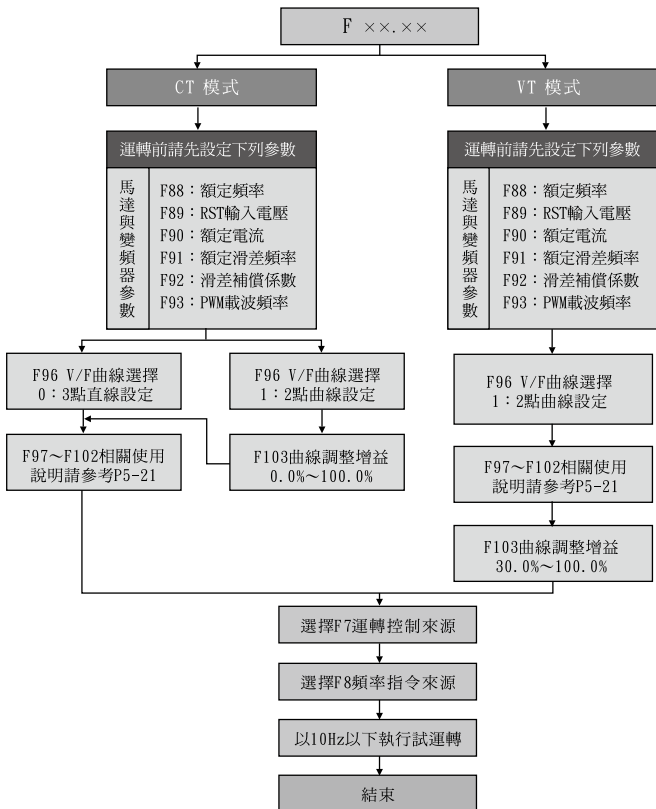 F ××.××
CT 模式
VT 模式
運轉前請先設定下列參數
馬達與變頻器參數
F88：額定頻率
F89：RST輸入電壓
F90：額定電流
F91：額定滑差頻率
F92：滑差補償係數
F93：PWM載波頻率
運轉前請先設定下列參數
馬達與變頻器參數
F88：額定頻率
F89：RST輸入電壓
F90：額定電流
F91：額定滑差頻率
F92：滑差補償係數
F93：PWM載波頻率
F96 V/F曲線選擇
0：3點直線設定
F96 V/F曲線選擇
1：2點曲線設定
F96 V/F曲線選擇
1：2點曲線設定
F97～F102相關使用
說明請參考P5-21
F103曲線調整增益
0.0%～100.0%
F97～F102相關使用
說明請參考P5-21
F103曲線調整增益
30.0%～100.0%
選擇F7運轉控制來源
選擇F8頻率指令來源
以10Hz以下執行試運轉
結束